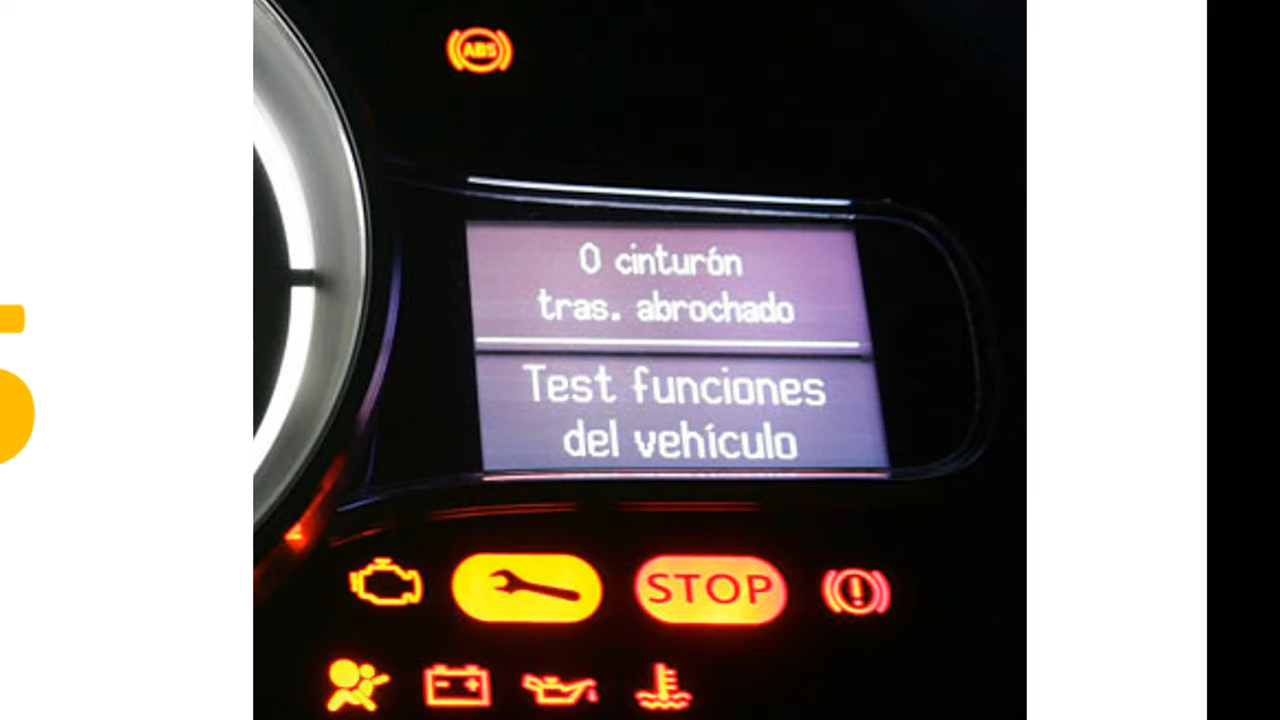 ABS
0 cinturón
tras. abrochado
Test funciones
del vehículo
STOP